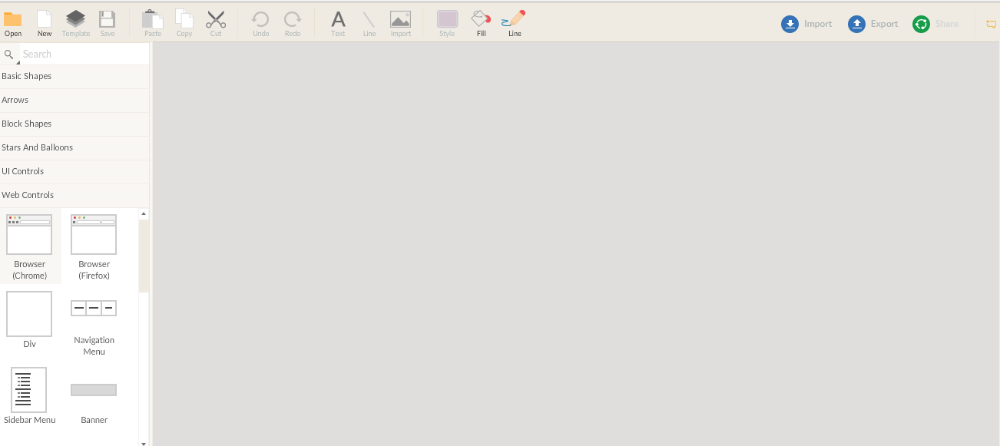 Open New Template Save Paste Copy Cut Undo Redo Text Line Import Style Fill Line
Import Export Share
Search
Basic Shapes
Arrows
Block Shapes
Stars And Balloons
UI Controls
Web Controls
Browser
(Chrome)
Browser
(Firefox)
Div
Navigation
Menu
Sidebar Menu
Banner